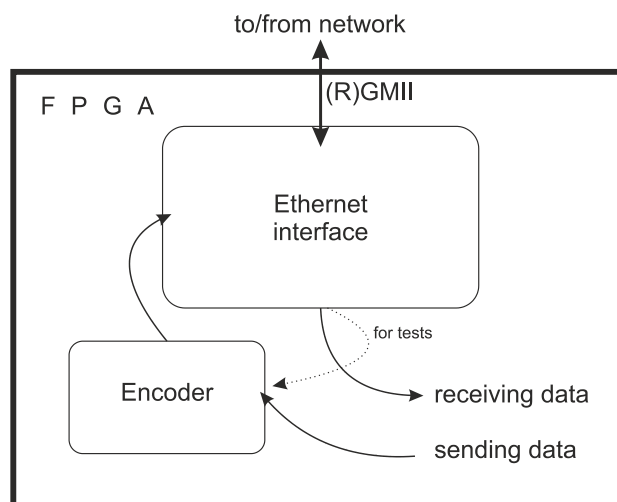 to/from network
(R)GMII
F P G A
Ethernet
interface
for tests
Encoder
receiving data
sending data